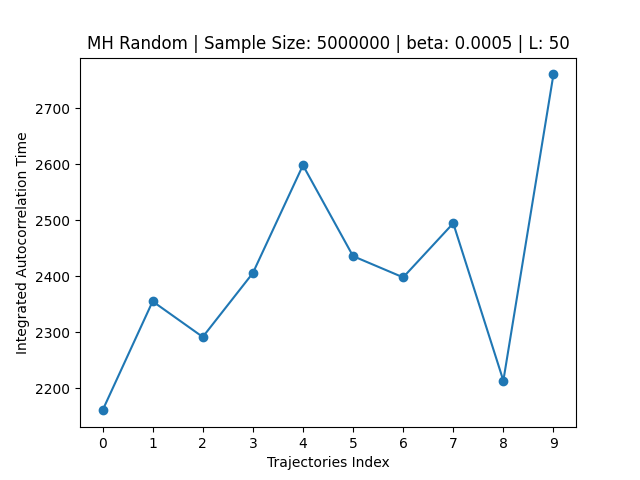 MH Random | Sample Size: 5000000 | beta: 0.0005 | L: 50
2700
2600
2500
2400
2300
2200
Integrated Autocorrelation Time
0 1 2 3 4 5 6 7 8 9
Trajectories Index